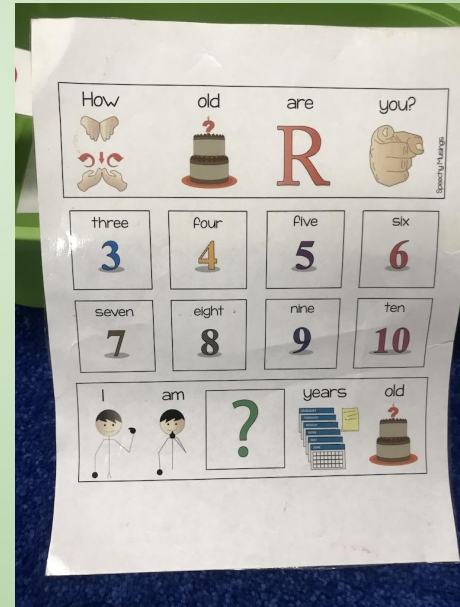 How old are you?
?
R
Speechy Musings
three four five six
3 4 5 6
seven eight nine ten
7 8 9 10
I am years old
?
?